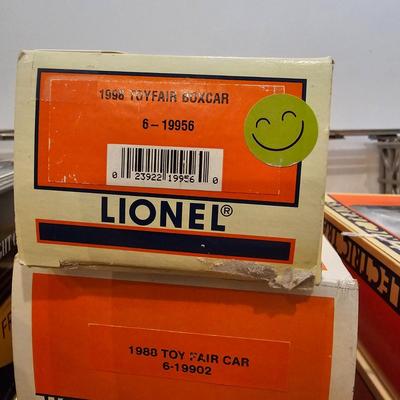 1998 TOYFAIR BOXCAR
6-19956
0 23922 19956 0
LIONEL®
1988 TOY FAIR CAR
6-19902